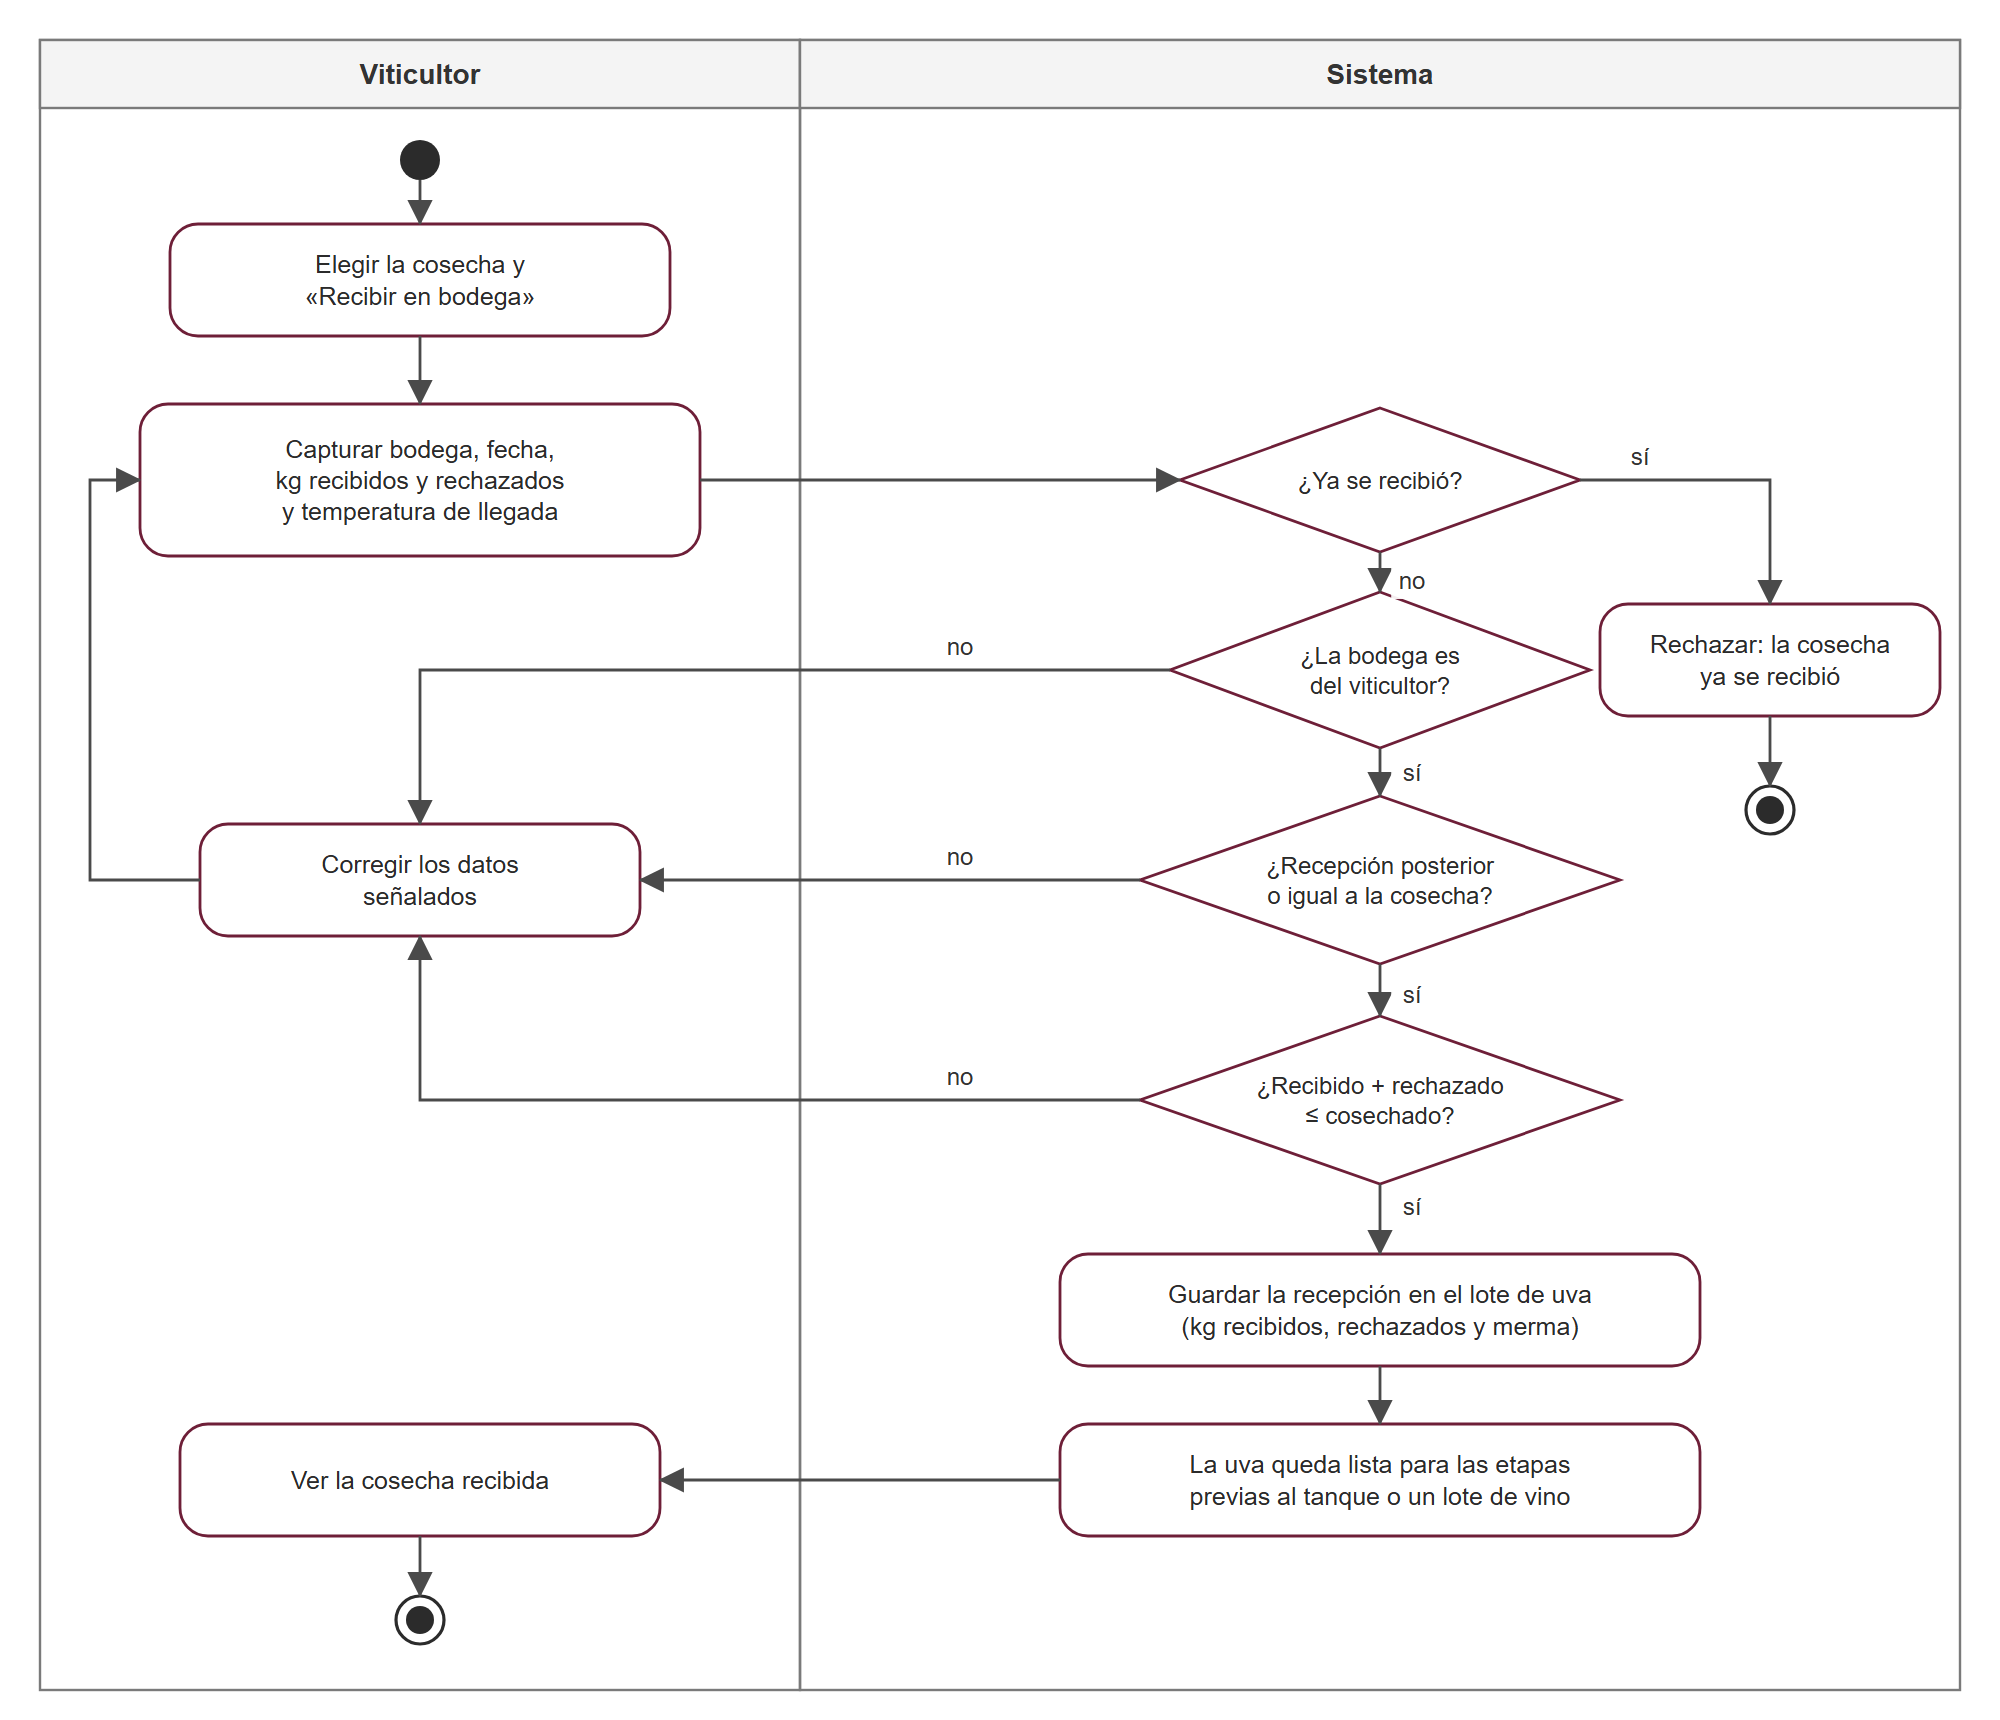 Viticultor
Sistema
Elegir la cosecha y
«Recibir en bodega»
Capturar bodega, fecha,
kg recibidos y rechazados
y temperatura de llegada
¿Ya se recibió?
sí
no
Rechazar: la cosecha
ya se recibió
¿La bodega es
del viticultor?
no
sí
Corregir los datos
señalados
no
¿Recepción posterior
o igual a la cosecha?
sí
no
¿Recibido + rechazado
≤ cosechado?
sí
Guardar la recepción en el lote de uva
(kg recibidos, rechazados y merma)
La uva queda lista para las etapas
previas al tanque o un lote de vino
Ver la cosecha recibida